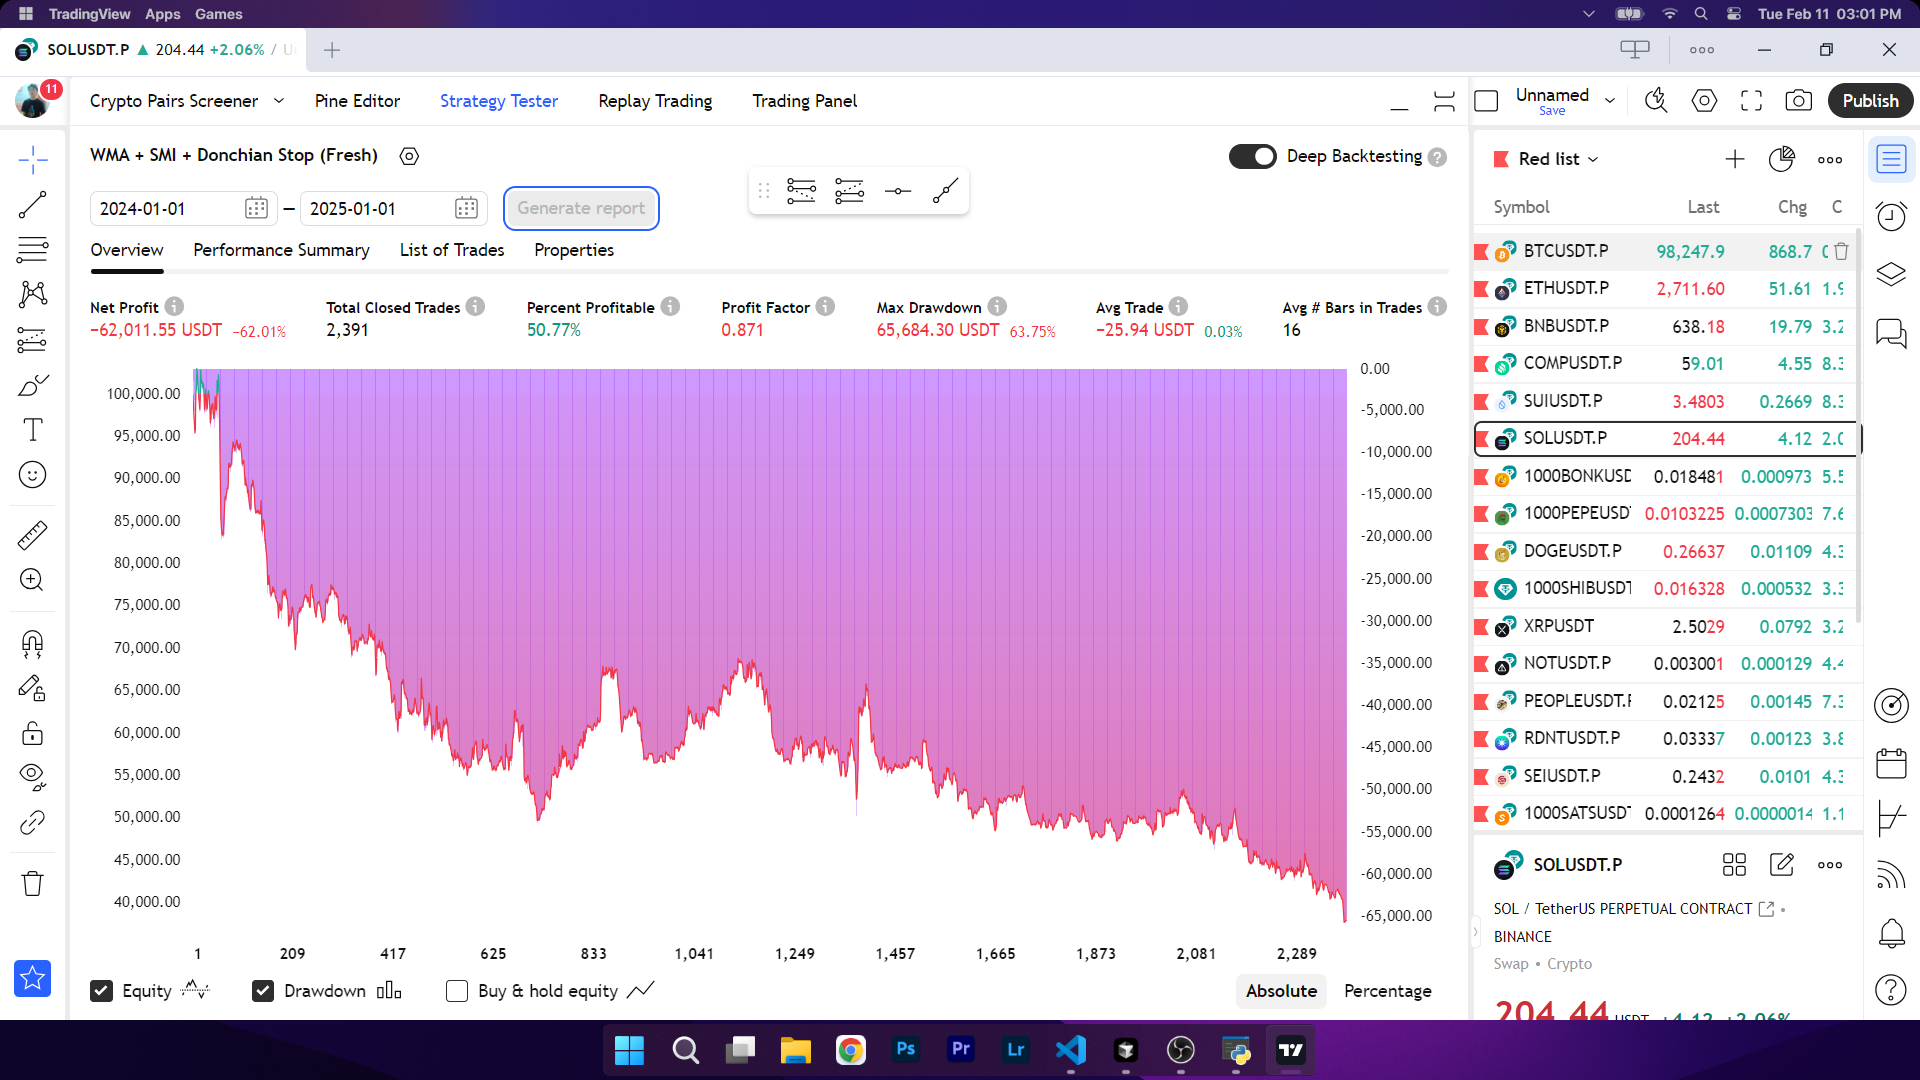 TradingView Apps Games
Tue Feb 11 03:01 PM
SOLUSDT.P ▲ 204.44 +2.06% / U
11
Crypto Pairs Screener Pine Editor Strategy Tester Replay Trading Trading Panel
Unnamed
Save
Publish
WMA + SMI + Donchian Stop (Fresh)
Deep Backtesting
2024-01-01 – 2025-01-01 Generate report
Overview Performance Summary List of Trades Properties
Net Profit Total Closed Trades Percent Profitable Profit Factor Max Drawdown Avg Trade Avg # Bars in Trades
−62,011.55 USDT −62.01% 2,391 50.77% 0.871 65,684.30 USDT 63.75% −25.94 USDT 0.03% 16
100,000.00
95,000.00
90,000.00
85,000.00
80,000.00
75,000.00
70,000.00
65,000.00
60,000.00
55,000.00
50,000.00
45,000.00
40,000.00
0.00
-5,000.00
-10,000.00
-15,000.00
-20,000.00
-25,000.00
-30,000.00
-35,000.00
-40,000.00
-45,000.00
-50,000.00
-55,000.00
-60,000.00
-65,000.00
1 209 417 625 833 1,041 1,249 1,457 1,665 1,873 2,081 2,289
Equity Drawdown Buy & hold equity Absolute Percentage
Red list
Symbol Last Chg C
BTCUSDT.P 98,247.9 868.7
ETHUSDT.P 2,711.60 51.61 1.9
BNBUSDT.P 638.18 19.79 3.2
COMPUSDT.P 59.01 4.55 8.3
SUIUSDT.P 3.4803 0.2669 8.3
SOLUSDT.P 204.44 4.12 2.0
1000BONKUSD 0.018481 0.000973 5.5
1000PEPEUSD 0.0103225 0.0007303 7.6
DOGEUSDT.P 0.26637 0.01109 4.3
1000SHIBUSDT 0.016328 0.000532 3.3
XRPUSDT 2.5029 0.0792 3.2
NOTUSDT.P 0.003001 0.000129 4.4
PEOPLEUSDT.P 0.02125 0.00145 7.3
RDNTUSDT.P 0.03337 0.00123 3.8
SEIUSDT.P 0.2432 0.0101 4.3
1000SATSUSDT 0.0001264 0.0000014 1.1
SOLUSDT.P
SOL / TetherUS PERPETUAL CONTRACT
BINANCE
Swap • Crypto
204.44 USDT +4.12 +2.06%
Ps Pr Lr